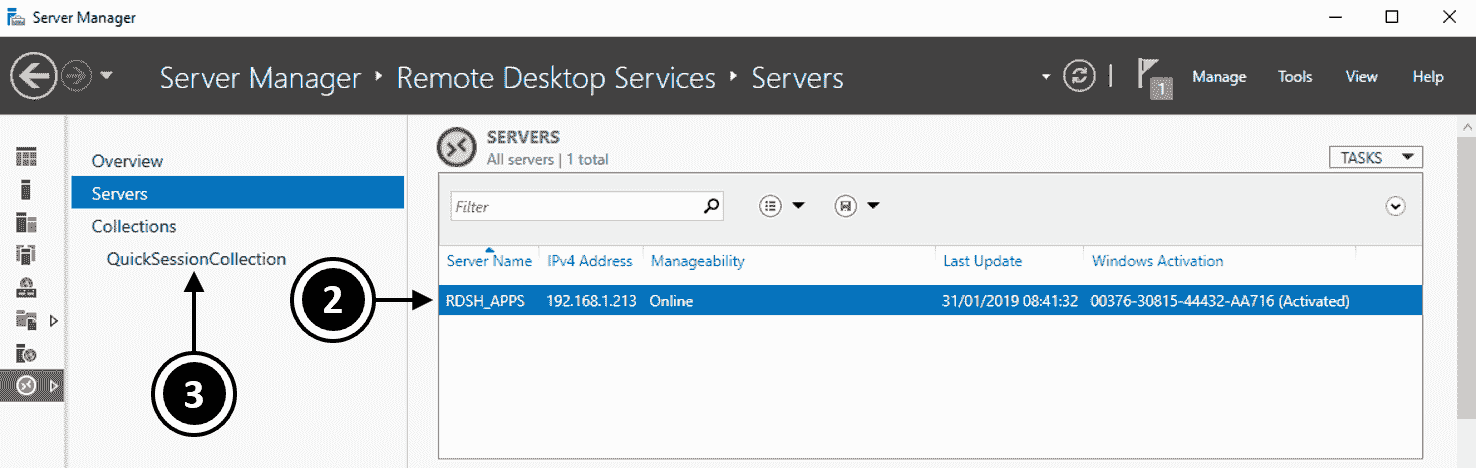 Server Manager
Server Manager ‣ Remote Desktop Services ‣ Servers
1
Manage Tools View Help
Overview
Servers
Collections
QuickSessionCollection
2
3
SERVERS
All servers | 1 total
TASKS
Filter
Server Name IPv4 Address Manageability Last Update Windows Activation
RDSH_APPS 192.168.1.213 Online 31/01/2019 08:41:32 00376-30815-44432-AA716 (Activated)